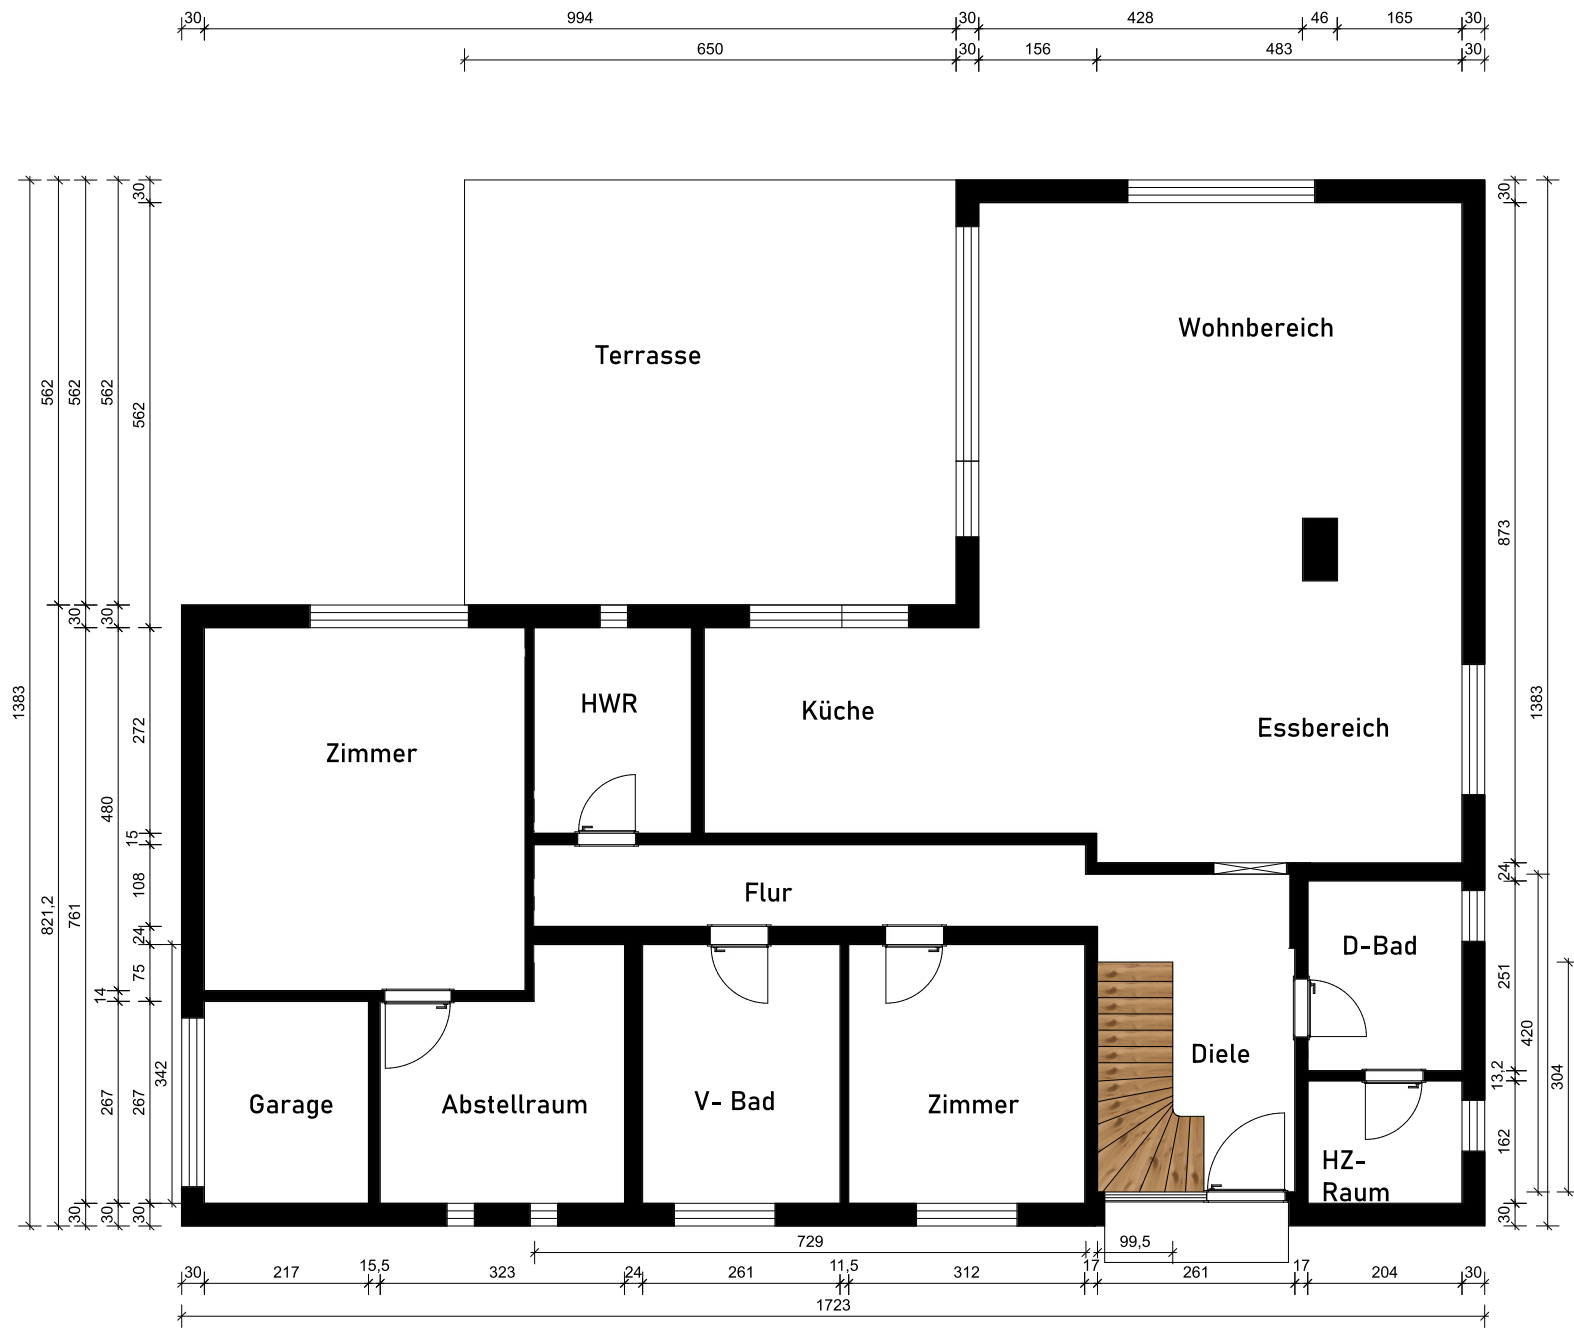 30 994 30 428 46 165 30
650 30 156 483 30
Terrasse
Wohnbereich
Zimmer
HWR
Küche
Essbereich
Flur
D-Bad
Diele
Garage
Abstellraum
V- Bad
Zimmer
HZ-
Raum
1383
562
821,2
562
30
761
30
562
30
480
14
267
30
30
562
272
15
108
24
75
267
30
342
30
873
24
251
13,2
162
30
420
304
1383
729 99,5
30 217 15,5 323 24 261 11,5 312 17 261 17 204 30
1723